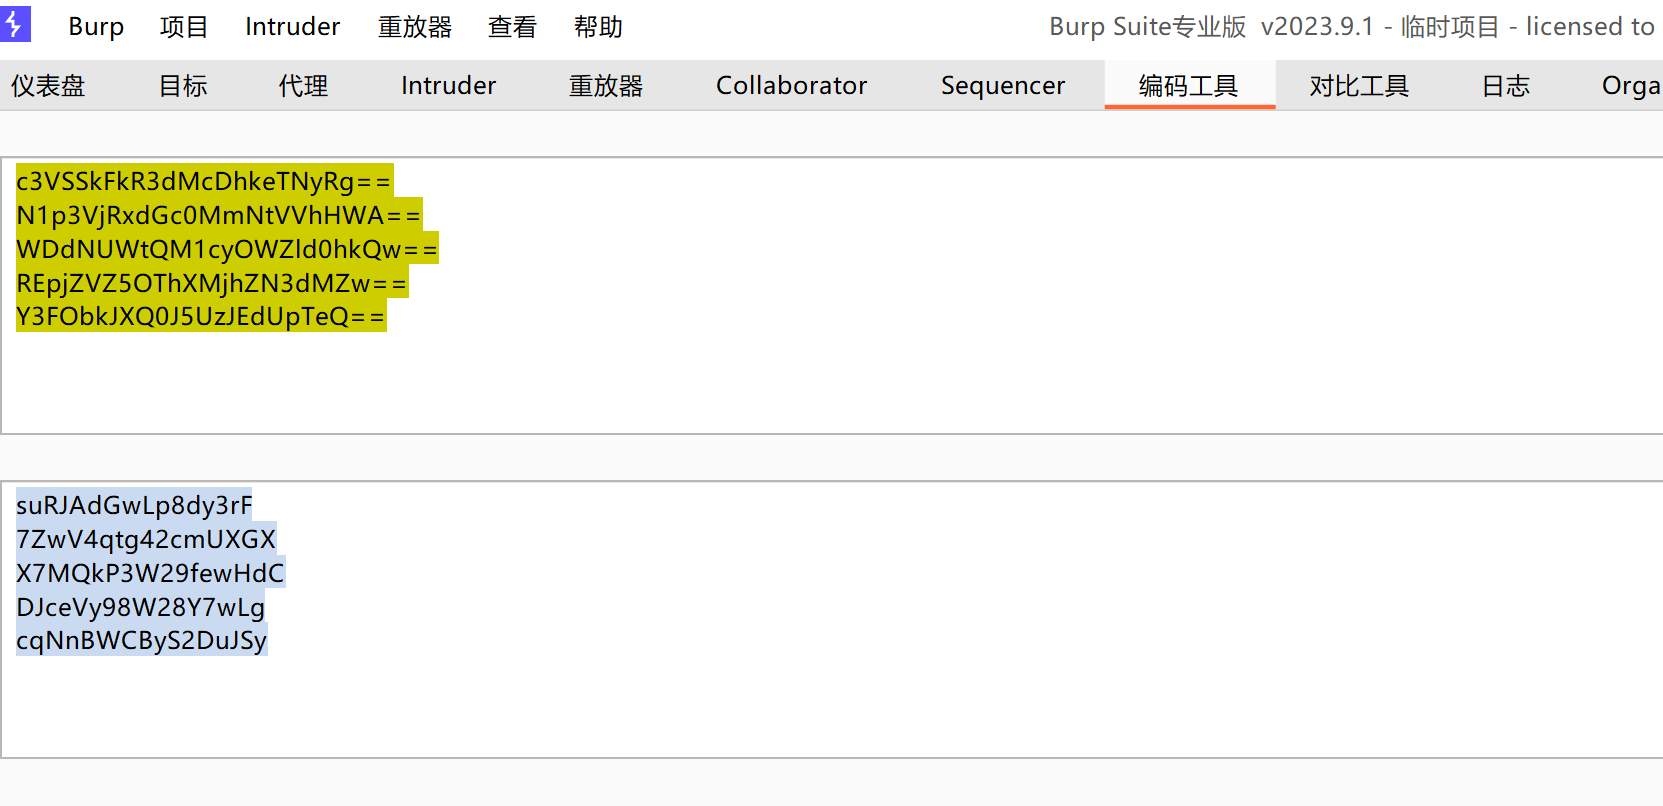 Burp 项目 Intruder 重放器 查看 帮助 Burp Suite专业版 v2023.9.1 - 临时项目 - licensed to
仪表盘 目标 代理 Intruder 重放器 Collaborator Sequencer 编码工具 对比工具 日志 Orga
c3VSSkFkR3dMcDhkeTNyRg==
N1p3VjRxdGc0MmNtVVhHWA==
WDdNUWtQM1cyOWZld0hkQw==
REpjZVZ5OThXMjhZN3dMZw==
Y3FObkJXQ0J5UzJEdUpTeQ==
suRJAdGwLp8dy3rF
7ZwV4qtg42cmUXGX
X7MQkP3W29fewHdC
DJceVy98W28Y7wLg
cqNnBWCByS2DuJSy